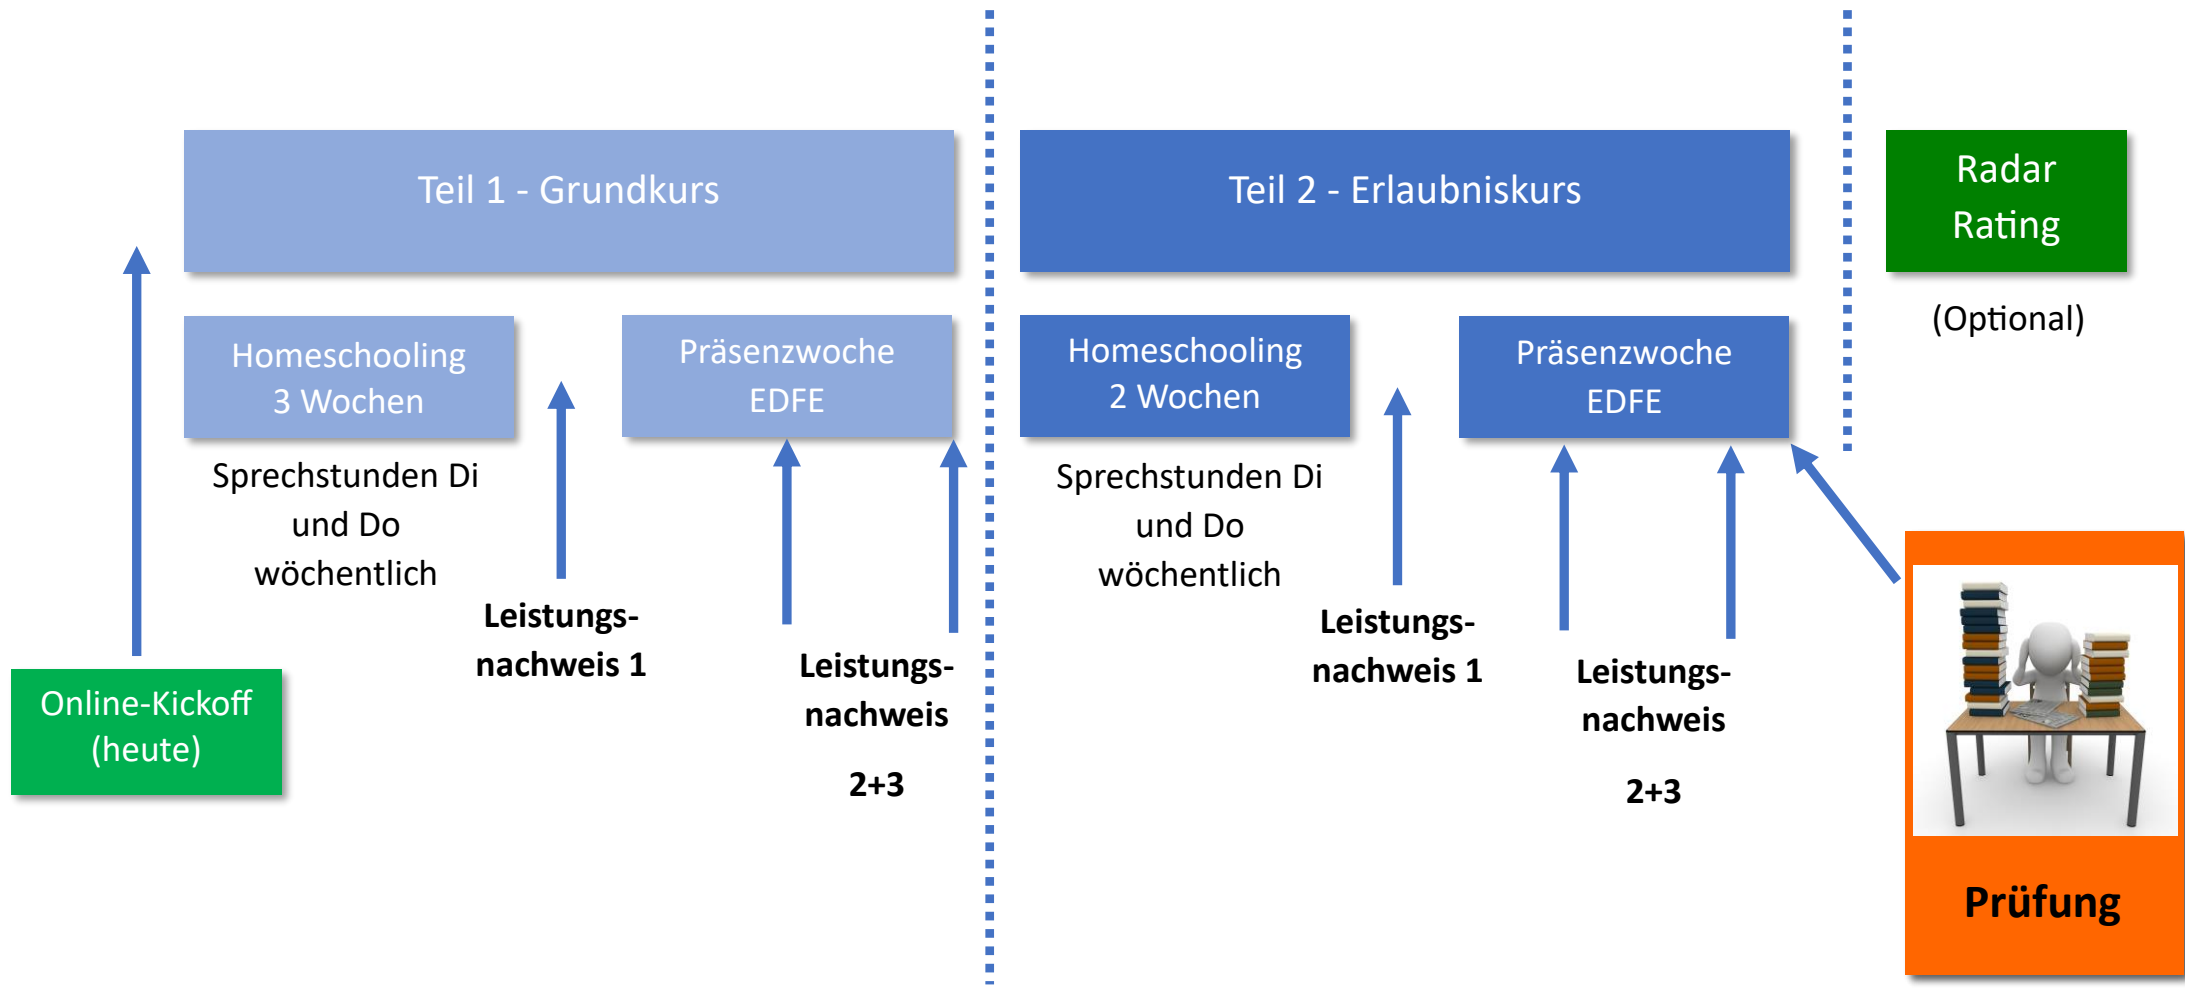 Teil 1 - Grundkurs
Teil 2 - Erlaubniskurs
Radar
Rating
(Optional)
Homeschooling
3 Wochen
Präsenzwoche
EDFE
Homeschooling
2 Wochen
Präsenzwoche
EDFE
Sprechstunden Di
und Do
wöchentlich
Sprechstunden Di
und Do
wöchentlich
Leistungs-
nachweis 1
Leistungs-
nachweis
2+3
Leistungs-
nachweis 1
Leistungs-
nachweis
2+3
Online-Kickoff
(heute)
Prüfung